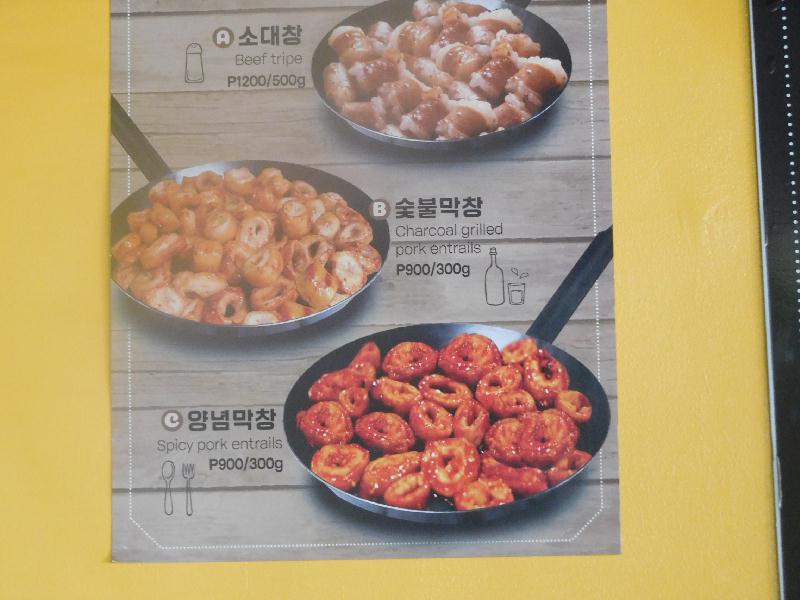 A 소대창
Beef tripe
P1200/500g
B 숯불막창
Charcoal grilled
pork entrails
P900/300g
C 양념막창
Spicy pork entrails
P900/300g